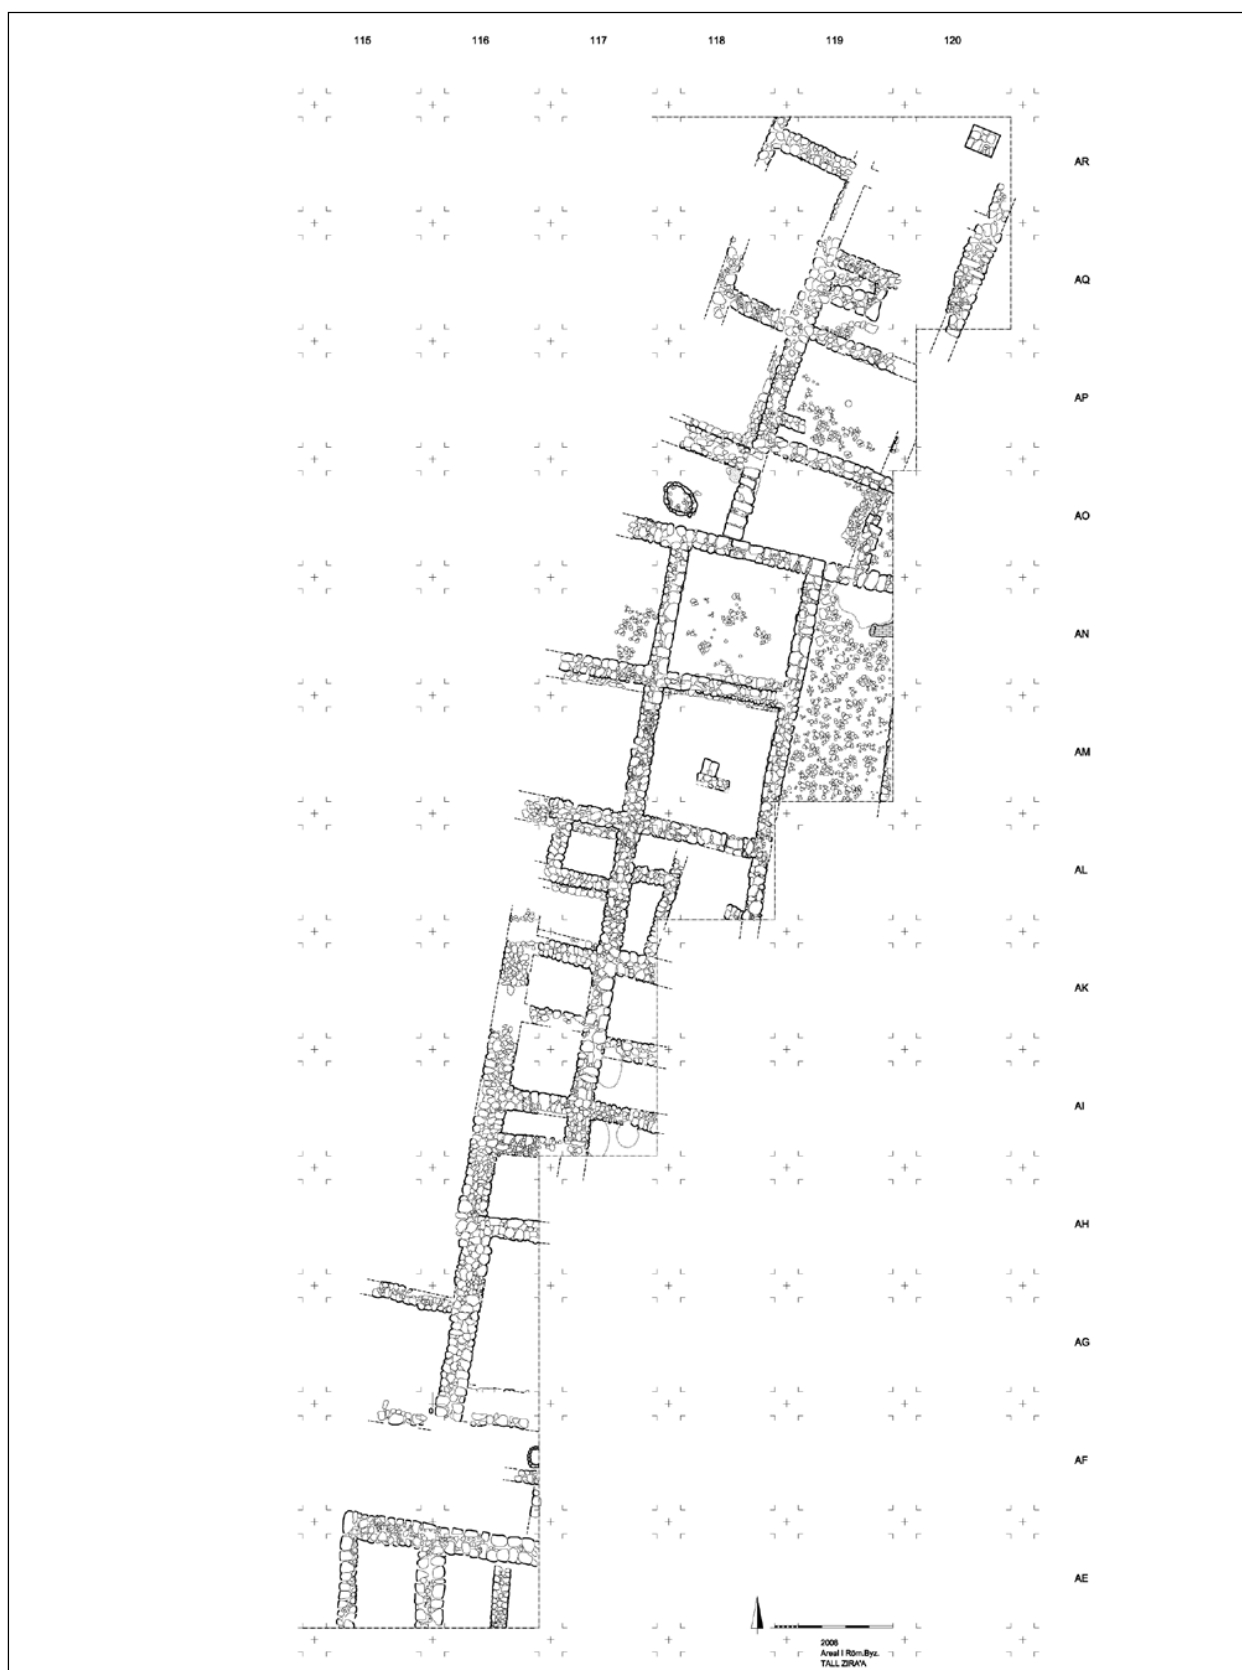 115 116 117 118 119 120
AR
AQ
AP
AO
AN
AM
AL
AK
AI
AH
AG
AF
AE
2008
Areal I Röm.Byz.
TALL ZIRA'A